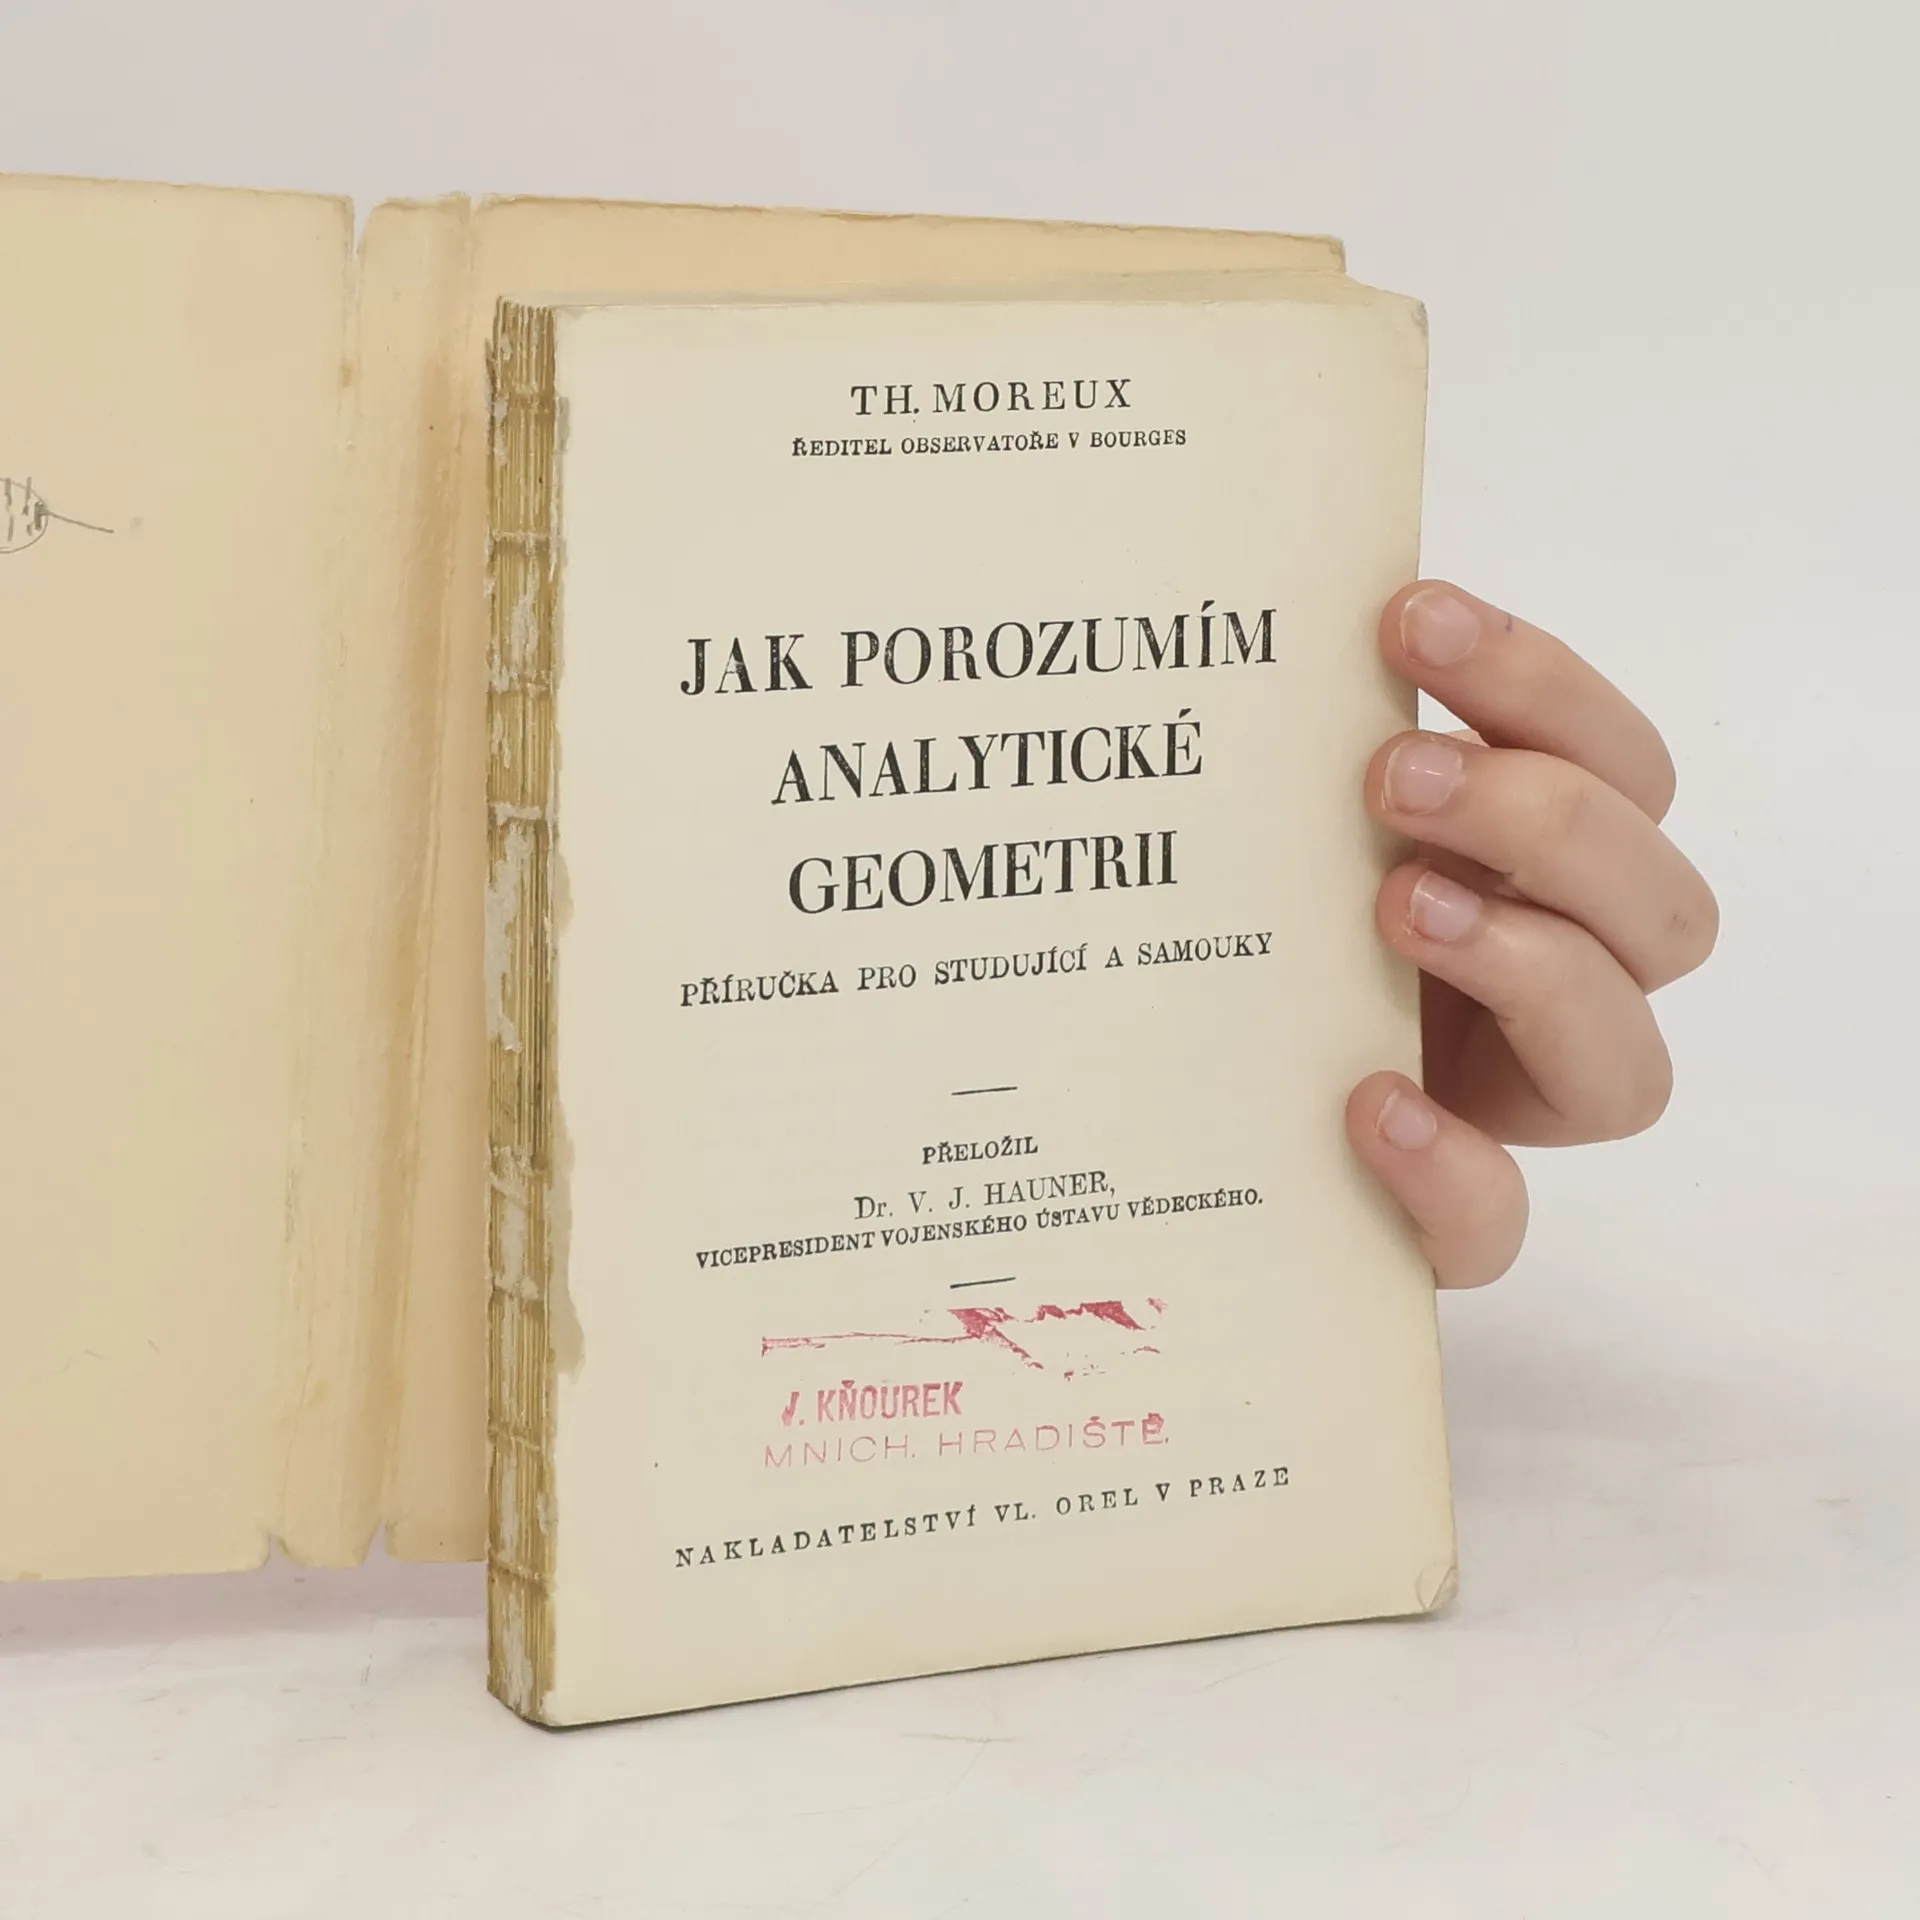 TH. MOREUX
ŘEDITEL OBSERVATOŘE V BOURGES
JAK POROZUMÍM
ANALYTICKÉ
GEOMETRII
PŘÍRUČKA PRO STUDUJÍCÍ A SAMOUKY
PŘELOŽIL
Dr. V. J. HAUNER,
VICEPRESIDENT VOJENSKÉHO ÚSTAVU VĚDECKÉHO.
J. KŇOUREK
MNICH. HRADIŠTĚ.
NAKLADATELSTVÍ VL. OREL V PRAZE